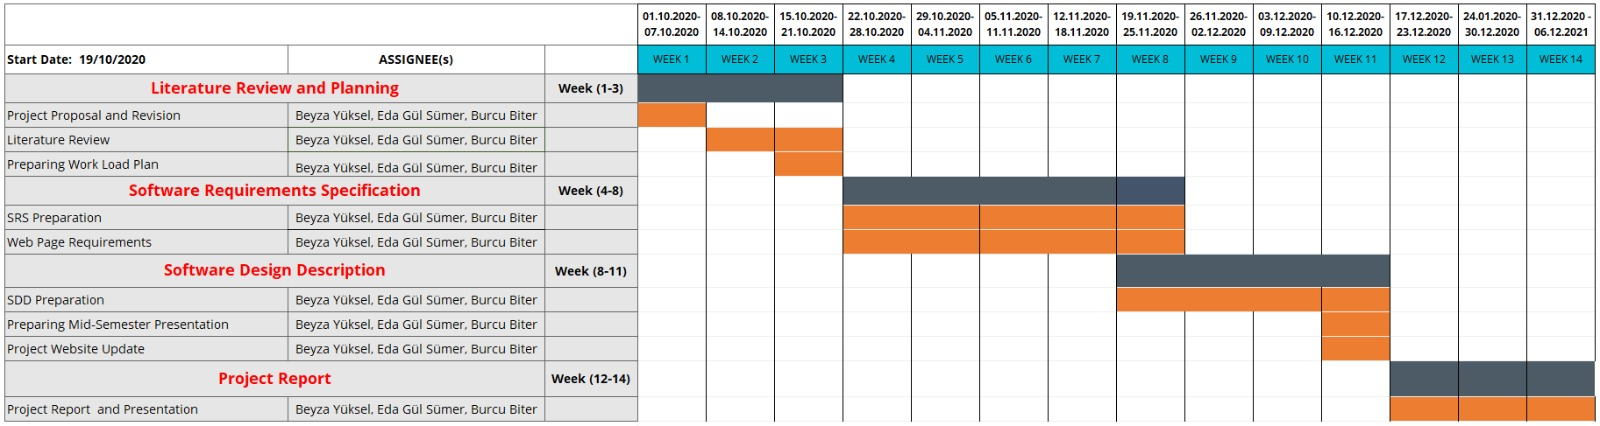 01.10.2020- 08.10.2020- 15.10.2020- 22.10.2020- 29.10.2020- 05.11.2020- 12.11.2020- 19.11.2020- 26.11.2020- 03.12.2020- 10.12.2020- 17.12.2020- 24.01.2020- 31.12.2020 -
07.10.2020 14.10.2020 21.10.2020 28.10.2020 04.11.2020 11.11.2020 18.11.2020 25.11.2020 02.12.2020 09.12.2020 16.12.2020 23.12.2020 30.12.2020 06.12.2021
Start Date: 19/10/2020 ASSIGNEE(s) WEEK 1 WEEK 2 WEEK 3 WEEK 4 WEEK 5 WEEK 6 WEEK 7 WEEK 8 WEEK 9 WEEK 10 WEEK 11 WEEK 12 WEEK 13 WEEK 14
Literature Review and Planning Week (1-3)
Project Proposal and Revision Beyza Yüksel, Eda Gül Sümer, Burcu Biter
Literature Review Beyza Yüksel, Eda Gül Sümer, Burcu Biter
Preparing Work Load Plan Beyza Yüksel, Eda Gül Sümer, Burcu Biter
Software Requirements Specification Week (4-8)
SRS Preparation Beyza Yüksel, Eda Gül Sümer, Burcu Biter
Web Page Requirements Beyza Yüksel, Eda Gül Sümer, Burcu Biter
Software Design Description Week (8-11)
SDD Preparation Beyza Yüksel, Eda Gül Sümer, Burcu Biter
Preparing Mid-Semester Presentation Beyza Yüksel, Eda Gül Sümer, Burcu Biter
Project Website Update Beyza Yüksel, Eda Gül Sümer, Burcu Biter
Project Report Week (12-14)
Project Report and Presentation Beyza Yüksel, Eda Gül Sümer, Burcu Biter